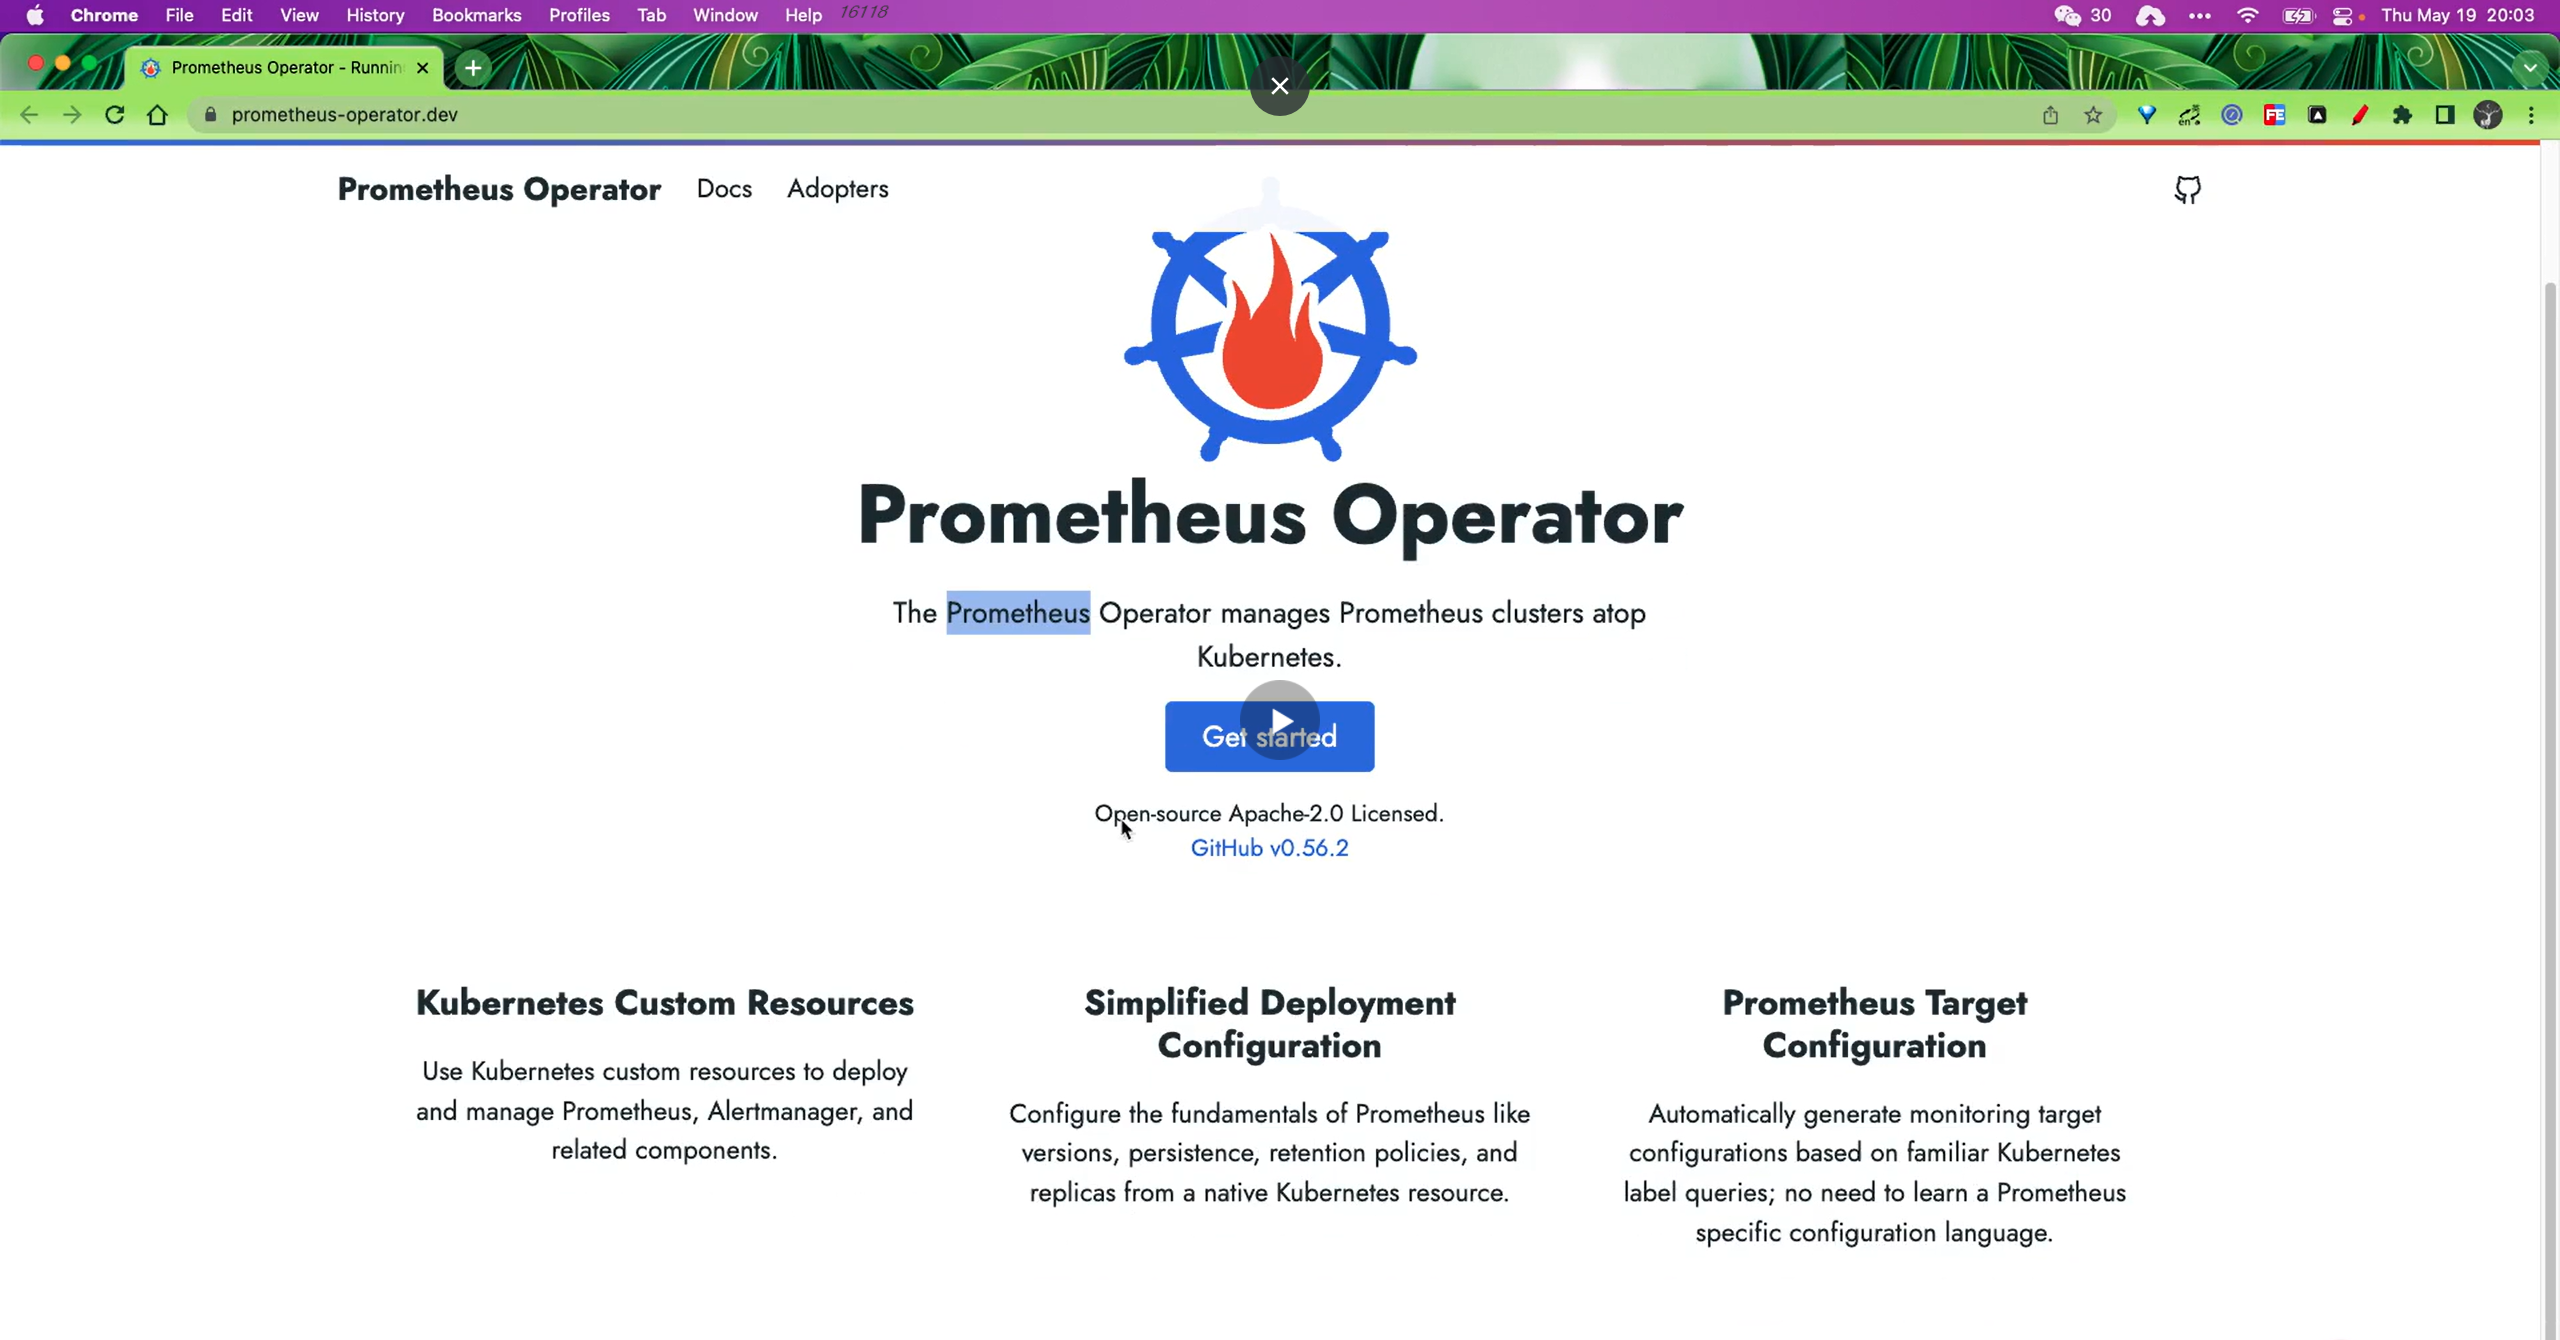 Chrome File Edit View History Bookmarks Profiles Tab Window Help 16118 30 Thu May 19 20:03
Prometheus Operator - Runnin
prometheus-operator.dev
Prometheus Operator Docs Adopters
Prometheus Operator
The Prometheus Operator manages Prometheus clusters atop
Kubernetes.
Get started
Open-source Apache-2.0 Licensed.
GitHub v0.56.2
Kubernetes Custom Resources
Use Kubernetes custom resources to deploy
and manage Prometheus, Alertmanager, and
related components.
Simplified Deployment
Configuration
Configure the fundamentals of Prometheus like
versions, persistence, retention policies, and
replicas from a native Kubernetes resource.
Prometheus Target
Configuration
Automatically generate monitoring target
configurations based on familiar Kubernetes
label queries; no need to learn a Prometheus
specific configuration language.